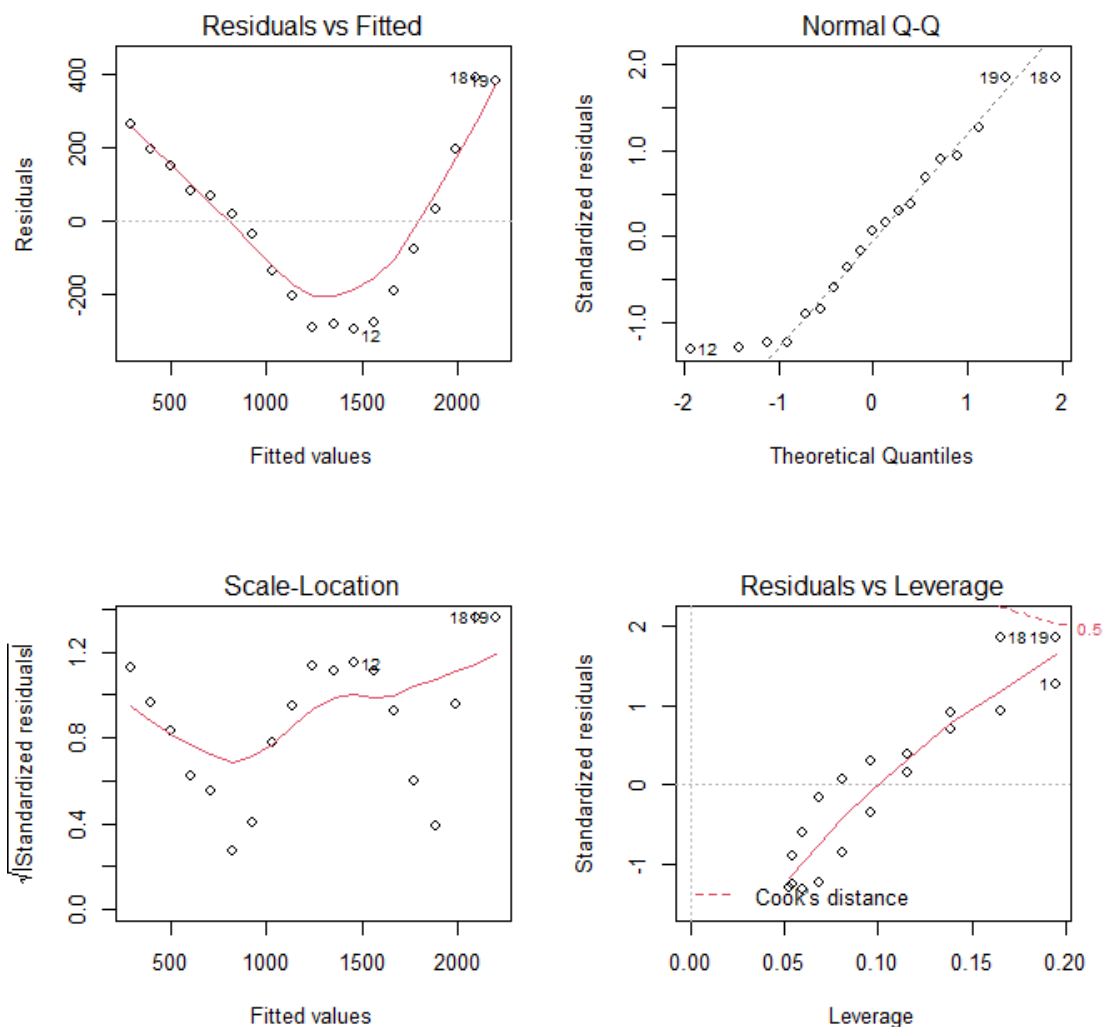 Residuals vs Fitted
Residuals
400
200
0
-200
18
19
12
500 1000 1500 2000
Fitted values
Normal Q-Q
Standardized residuals
2.0
1.0
0.0
-1.0
19
18
12
-2 -1 0 1 2
Theoretical Quantiles
Scale-Location
√|Standardized residuals|
1.2
0.8
0.4
0.0
18
19
12
500 1000 1500 2000
Fitted values
Residuals vs Leverage
Standardized residuals
2
1
0
-1
0.5
18
19
1
Cook's distance
0.00 0.05 0.10 0.15 0.20
Leverage